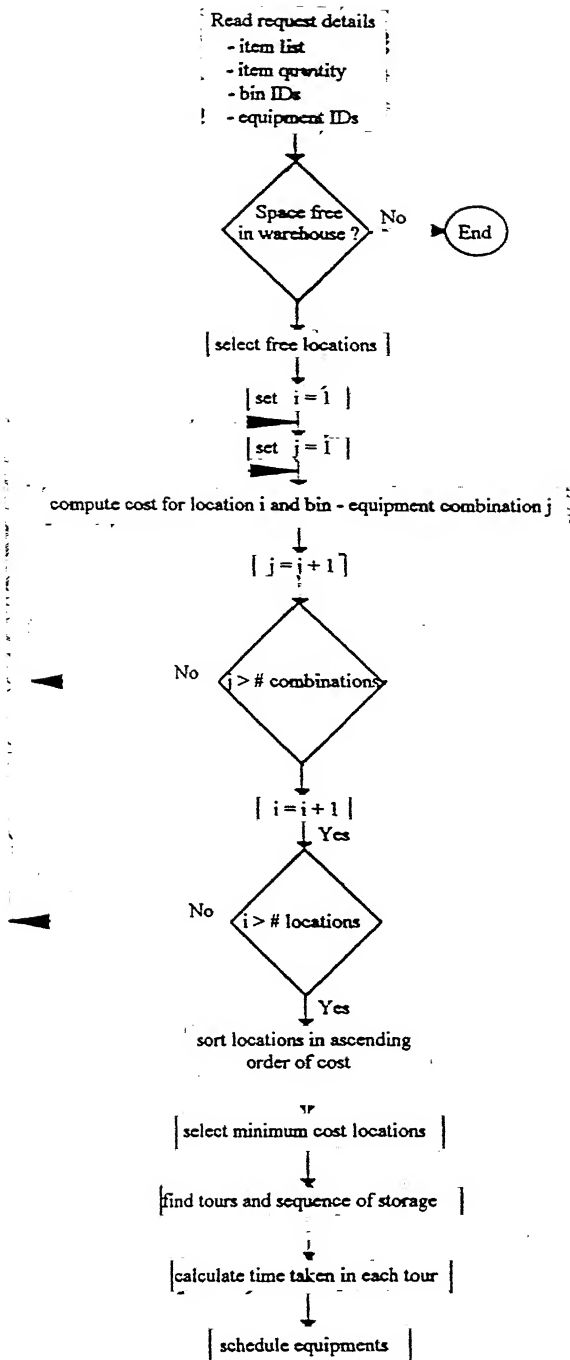 Read request details
- item list
- item quantity
- bin IDs
- equipment IDs
Space free
in warehouse ?
No
End
select free locations
set i = 1
set j = 1
compute cost for location i and bin - equipment combination j
j = j + 1
No
j > # combinations
i = i + 1
Yes
No
i > # locations
Yes
sort locations in ascending
order of cost
select minimum cost locations
find tours and sequence of storage
calculate time taken in each tour
schedule equipments